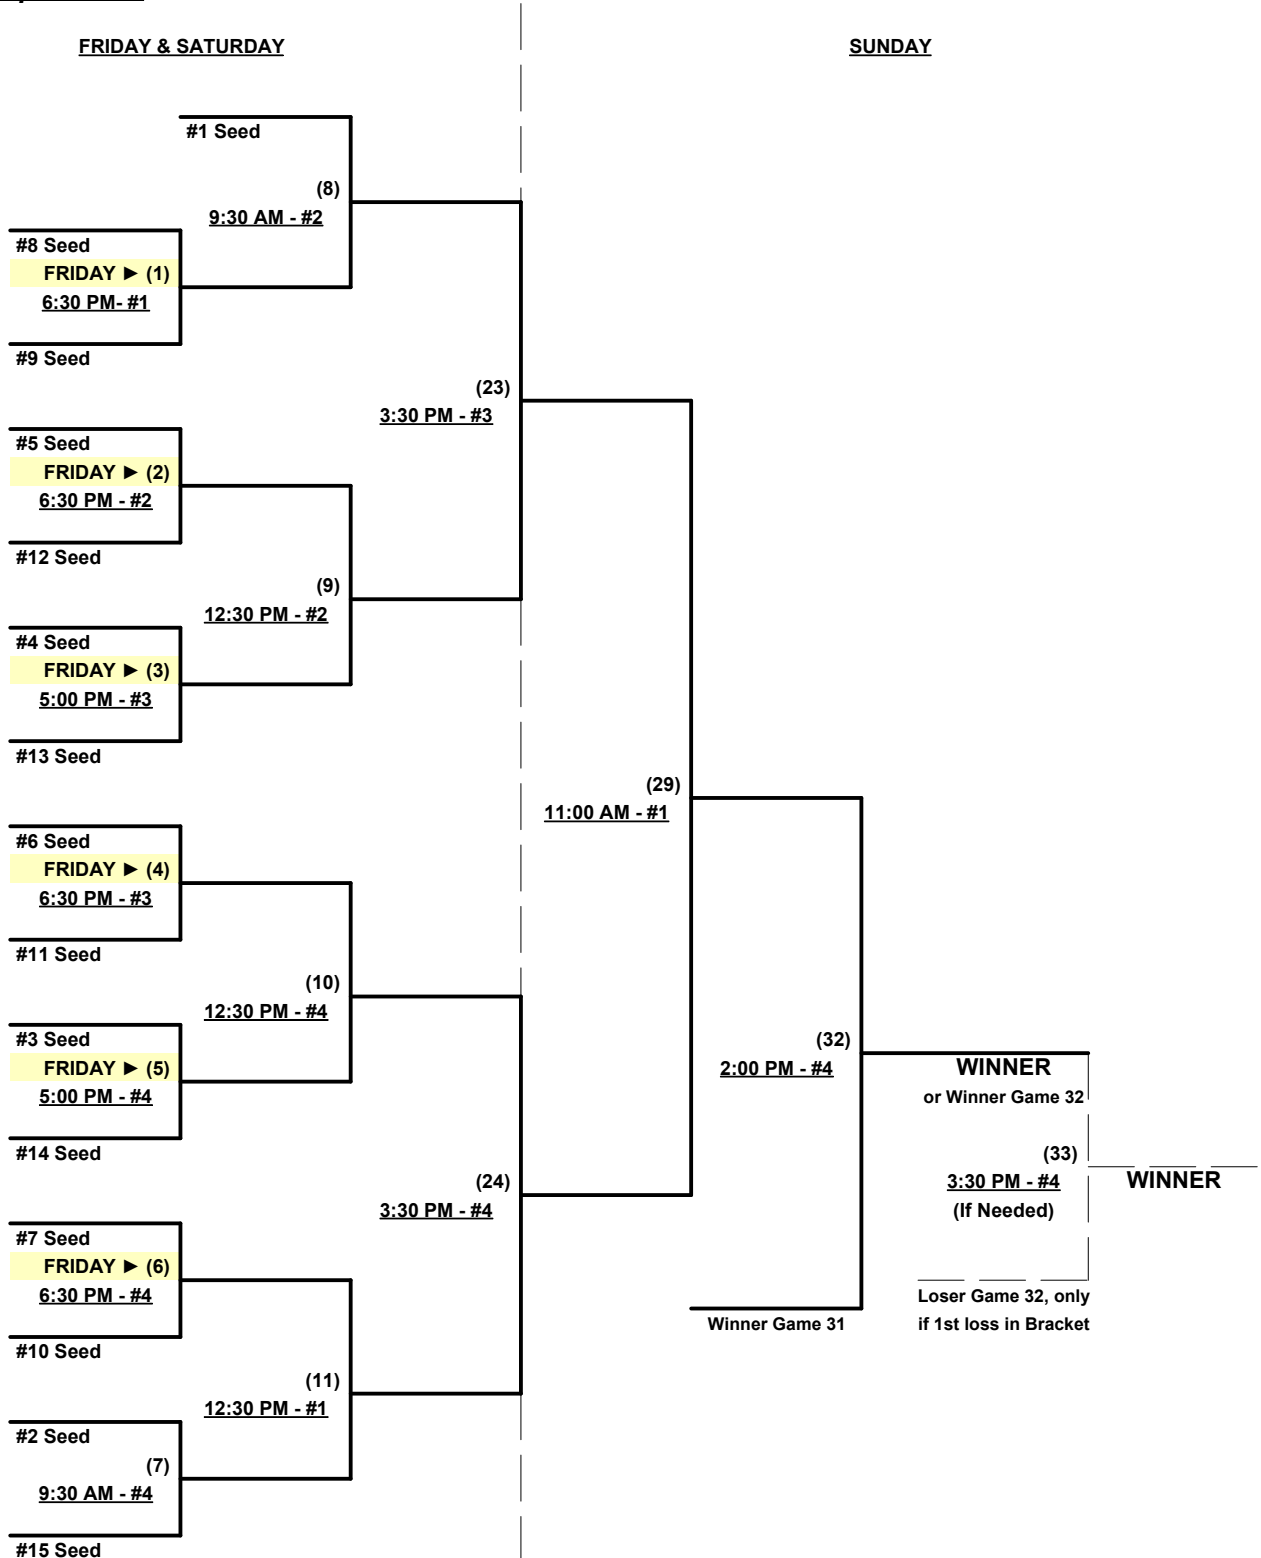 FRIDAY & SATURDAY
SUNDAY
#1 Seed
(8)
9:30 AM - #2
#8 Seed
FRIDAY ► (1)
6:30 PM- #1
#9 Seed
(23)
3:30 PM - #3
#5 Seed
FRIDAY ► (2)
6:30 PM - #2
#12 Seed
(9)
12:30 PM - #2
#4 Seed
FRIDAY ► (3)
5:00 PM - #3
#13 Seed
(29)
11:00 AM - #1
#6 Seed
FRIDAY ► (4)
6:30 PM - #3
#11 Seed
(10)
12:30 PM - #4
#3 Seed
FRIDAY ► (5)
5:00 PM - #4
#14 Seed
(32)
2:00 PM - #4
WINNER
or Winner Game 32
(33)
3:30 PM - #4
(If Needed)
WINNER
(24)
3:30 PM - #4
#7 Seed
FRIDAY ► (6)
6:30 PM - #4
#10 Seed
Winner Game 31
Loser Game 32, only
if 1st loss in Bracket
(11)
12:30 PM - #1
#2 Seed
(7)
9:30 AM - #4
#15 Seed